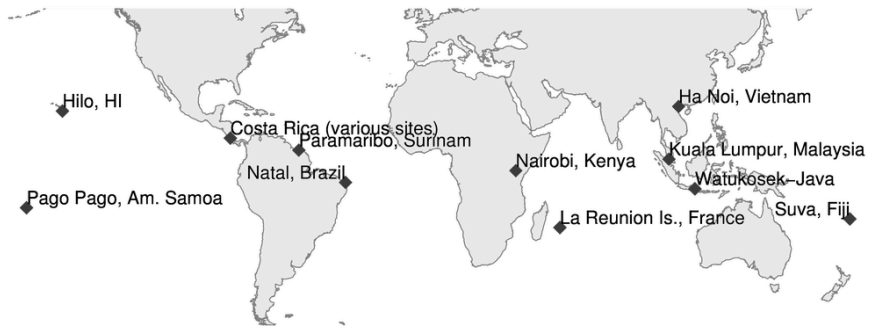 Hilo, HI
Ha Noi, Vietnam
Costa Rica (various sites)
Paramaribo, Surinam
Kuala Lumpur, Malaysia
Nairobi, Kenya
Natal, Brazil
Watukosek–Java
Pago Pago, Am. Samoa
Suva, Fiji
La Reunion Is., France